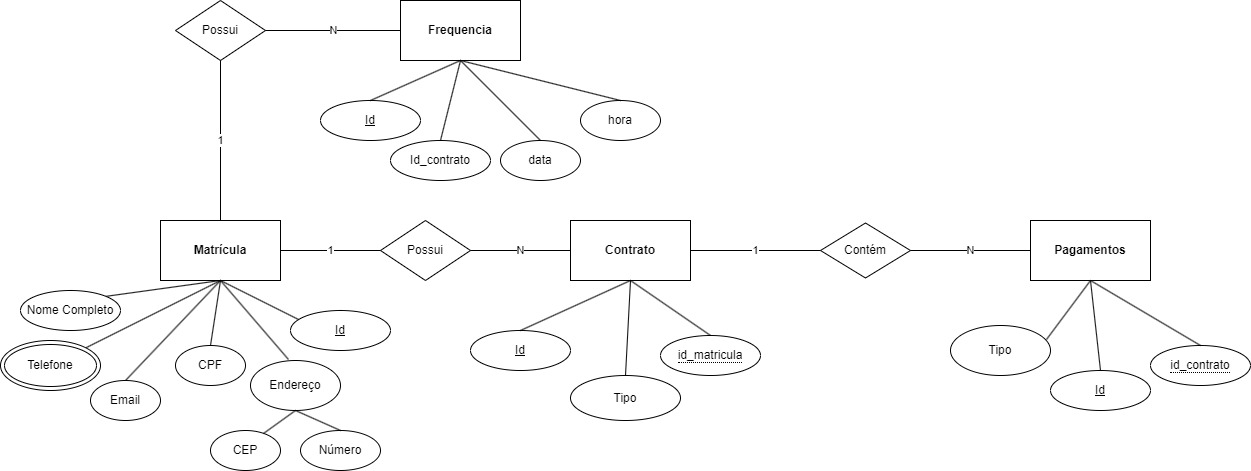 Possui
N
Frequencia
Id
hora
Id_contrato
data
1
Matrícula
1
Possui
N
Contrato
1
Contém
N
Pagamentos
Nome Completo
Id
Telefone
CPF
Email
Endereço
CEP
Número
Id
id_matricula
Tipo
Tipo
id_contrato
Id